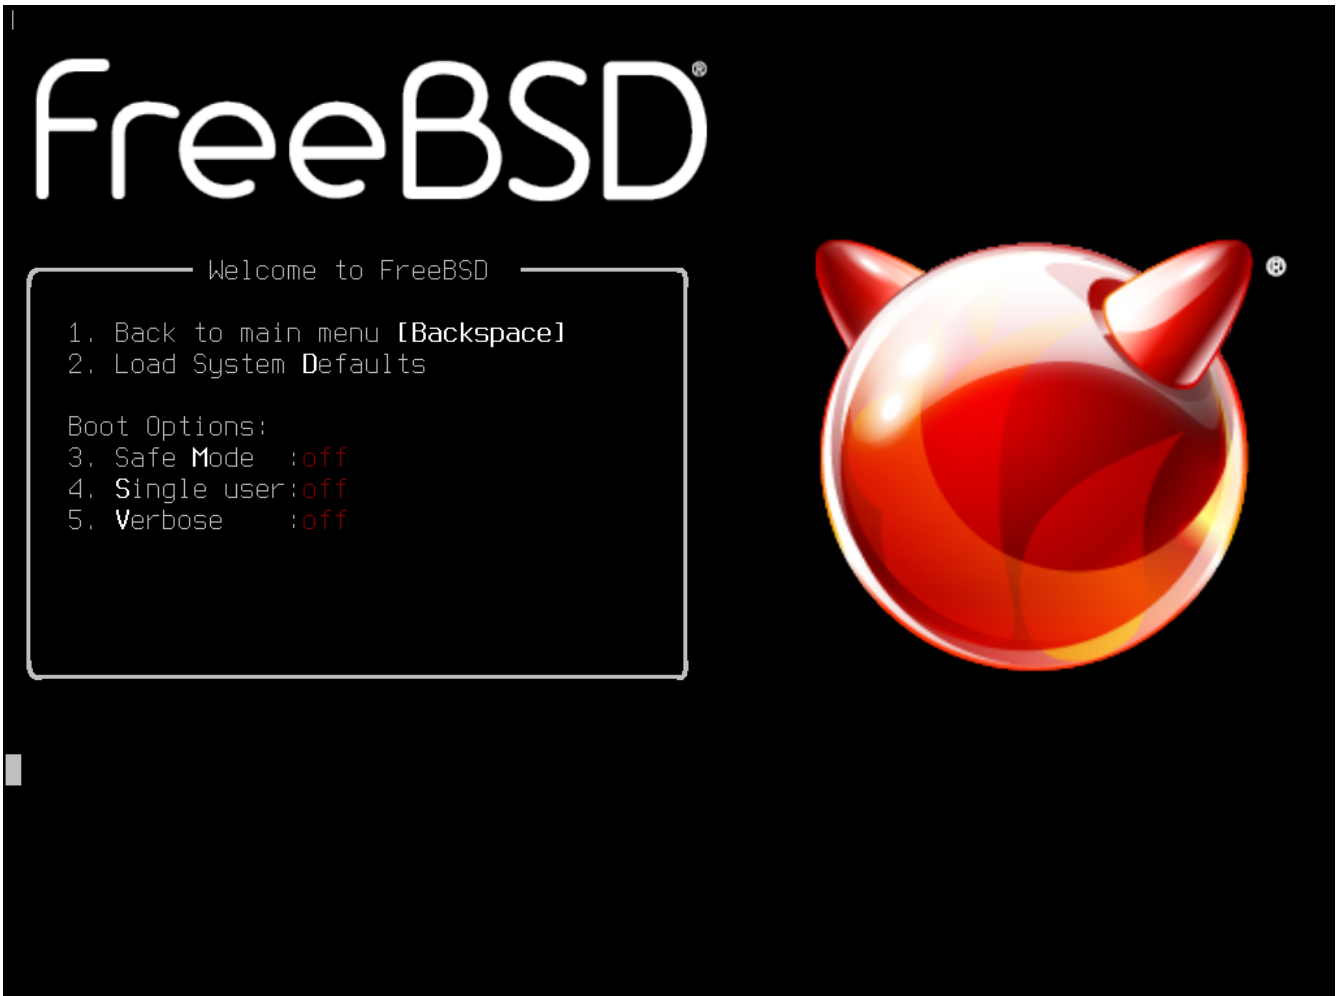 FreeBSD®
Welcome to FreeBSD
1. Back to main menu [Backspace]
2. Load System Defaults
Boot Options:
3. Safe Mode  :off
4. Single user:off
5. Verbose    :off
®